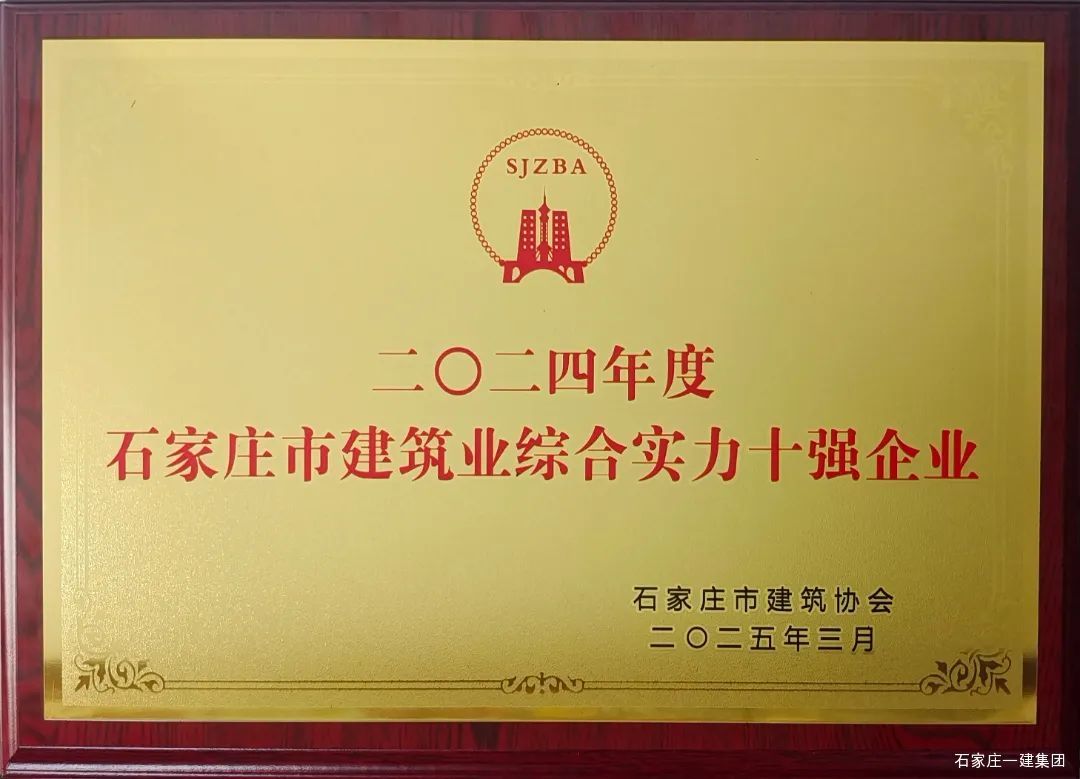 SJZBA
二〇二四年度
石家庄市建筑业综合实力十强企业
石家庄市建筑协会
二〇二五年三月
石家庄一建集团